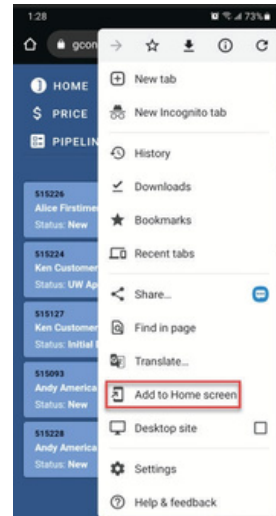 1:28
73%
gcon
HOME
PRICE
PIPELIN
515226
Alice Firstime
Status: New
515224
Ken Customer
Status: UW Ap
515127
Ken Customer
Status: Initial
515093
Andy America
Status: New
515228
Andy America
Status: New
New tab
New Incognito tab
History
Downloads
Bookmarks
Recent tabs
Share...
Find in page
Translate...
Add to Home screen
Desktop site
Settings
Help & feedback